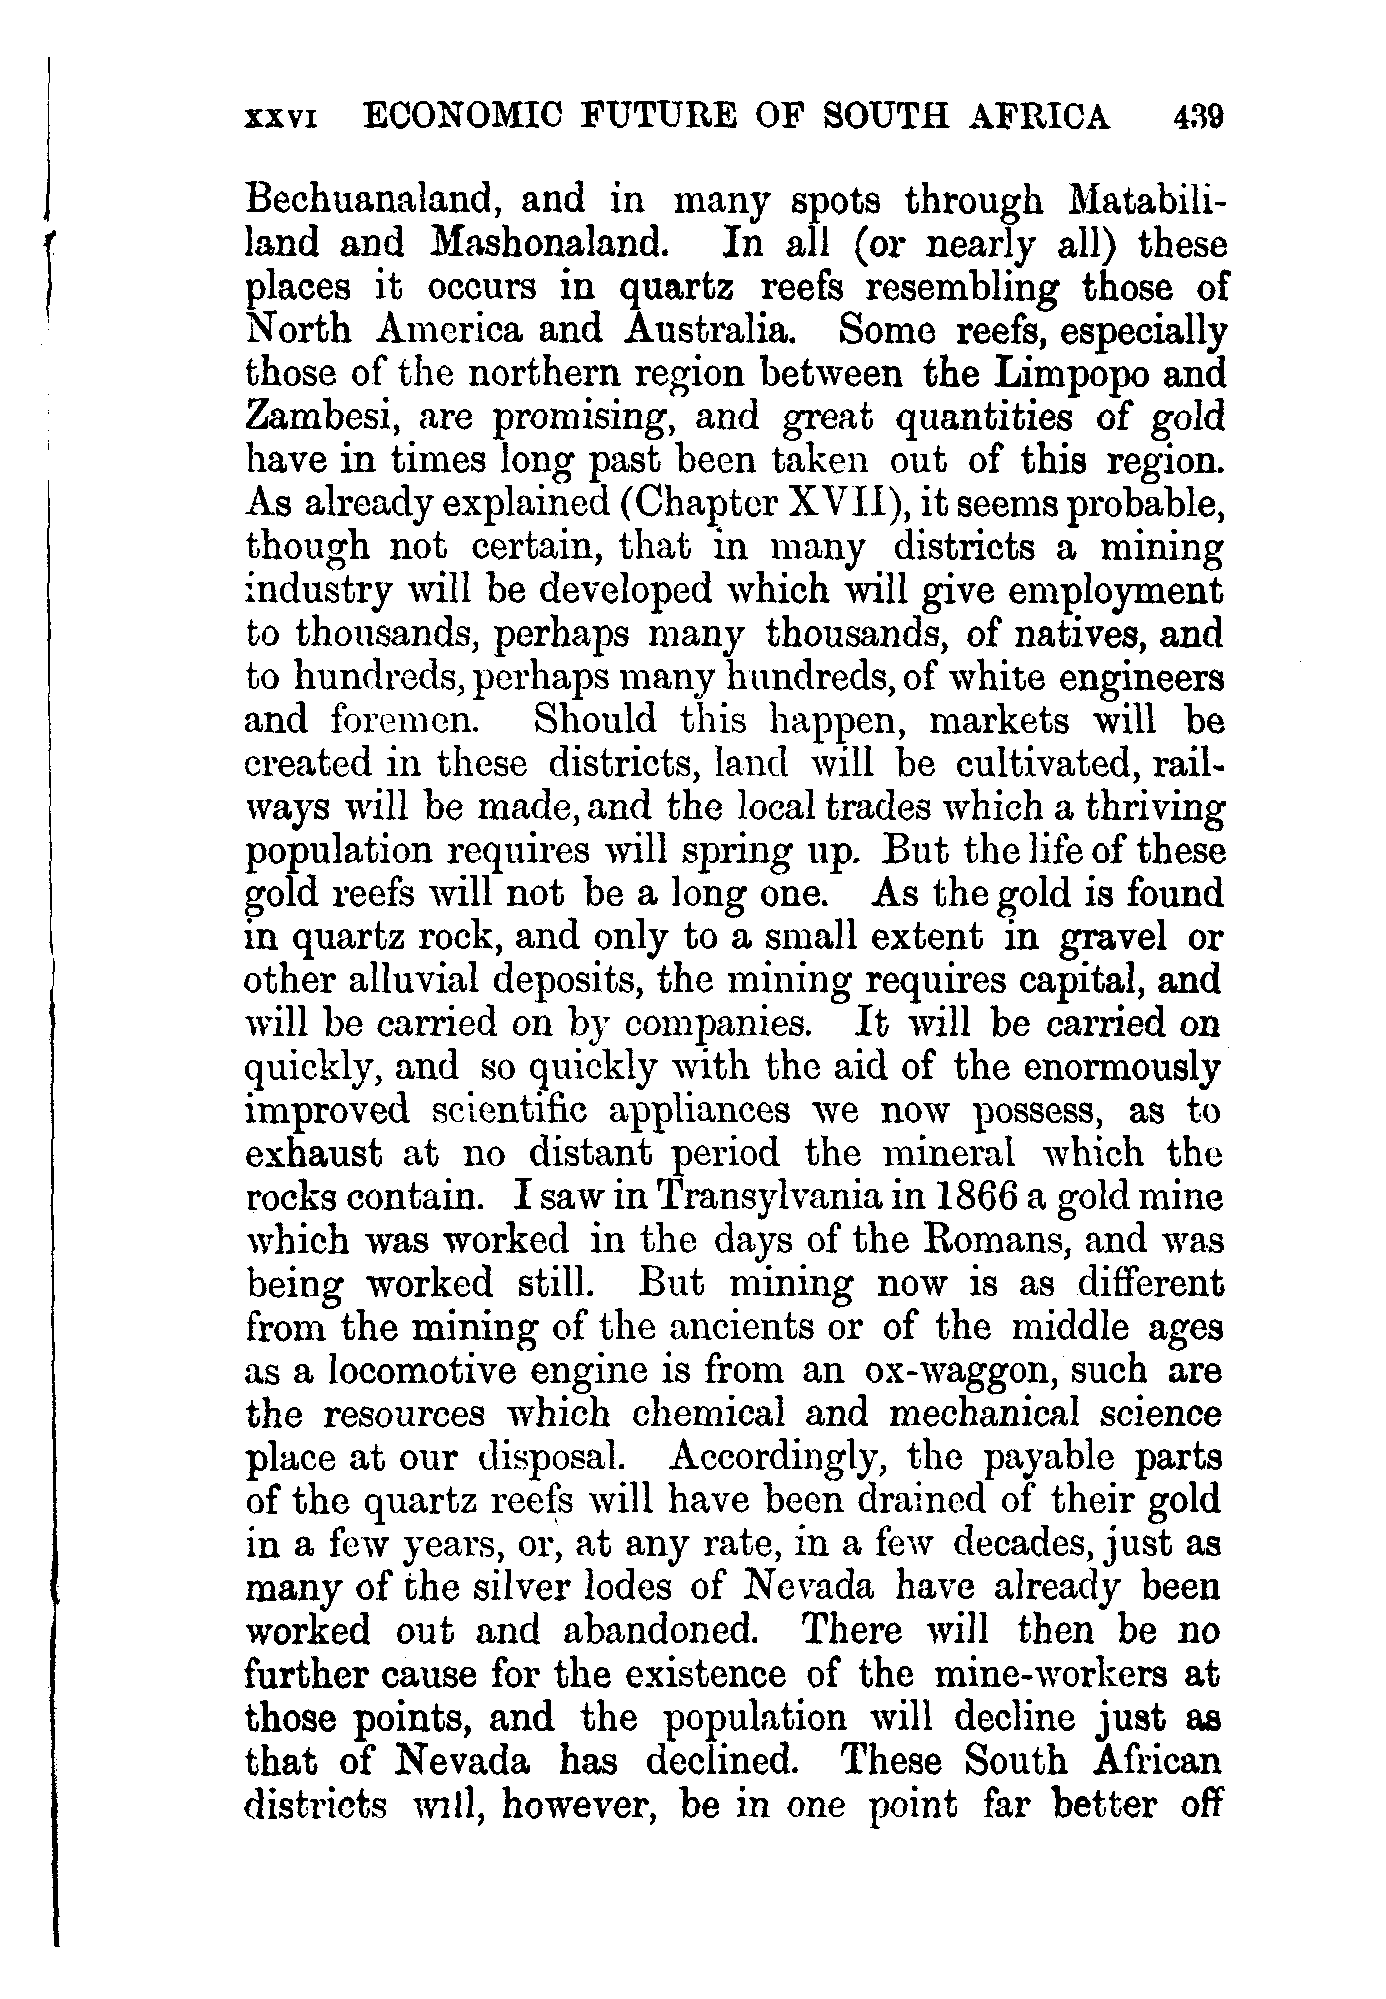 xxvi ECONOMIC FUTURE OF SOUTH AFRICA 439
Bechuanaland, and in many spots through Matabili-
land and Mashonaland. In all (or nearly all) these
places it occurs in quartz reefs resembling those of
North America and Australia. Some reefs, especially
those of the northern region between the Limpopo and
Zambesi, are promising, and great quantities of gold
have in times long past been taken out of this region.
As already explained (Chapter XVII), it seems probable,
though not certain, that in many districts a mining
industry will be developed which will give employment
to thousands, perhaps many thousands, of natives, and
to hundreds, perhaps many hundreds, of white engineers
and foremen. Should this happen, markets will be
created in these districts, land will be cultivated, rail-
ways will be made, and the local trades which a thriving
population requires will spring up. But the life of these
gold reefs will not be a long one. As the gold is found
in quartz rock, and only to a small extent in gravel or
other alluvial deposits, the mining requires capital, and
will be carried on by companies. It will be carried on
quickly, and so quickly with the aid of the enormously
improved scientific appliances we now possess, as to
exhaust at no distant period the mineral which the
rocks contain. I saw in Transylvania in 1866 a gold mine
which was worked in the days of the Romans, and was
being worked still. But mining now is as different
from the mining of the ancients or of the middle ages
as a locomotive engine is from an ox-waggon, such are
the resources which chemical and mechanical science
place at our disposal. Accordingly, the payable parts
of the quartz reefs will have been drained of their gold
in a few years, or, at any rate, in a few decades, just as
many of the silver lodes of Nevada have already been
worked out and abandoned. There will then be no
further cause for the existence of the mine-workers at
those points, and the population will decline just as
that of Nevada has declined. These South African
districts will, however, be in one point far better off